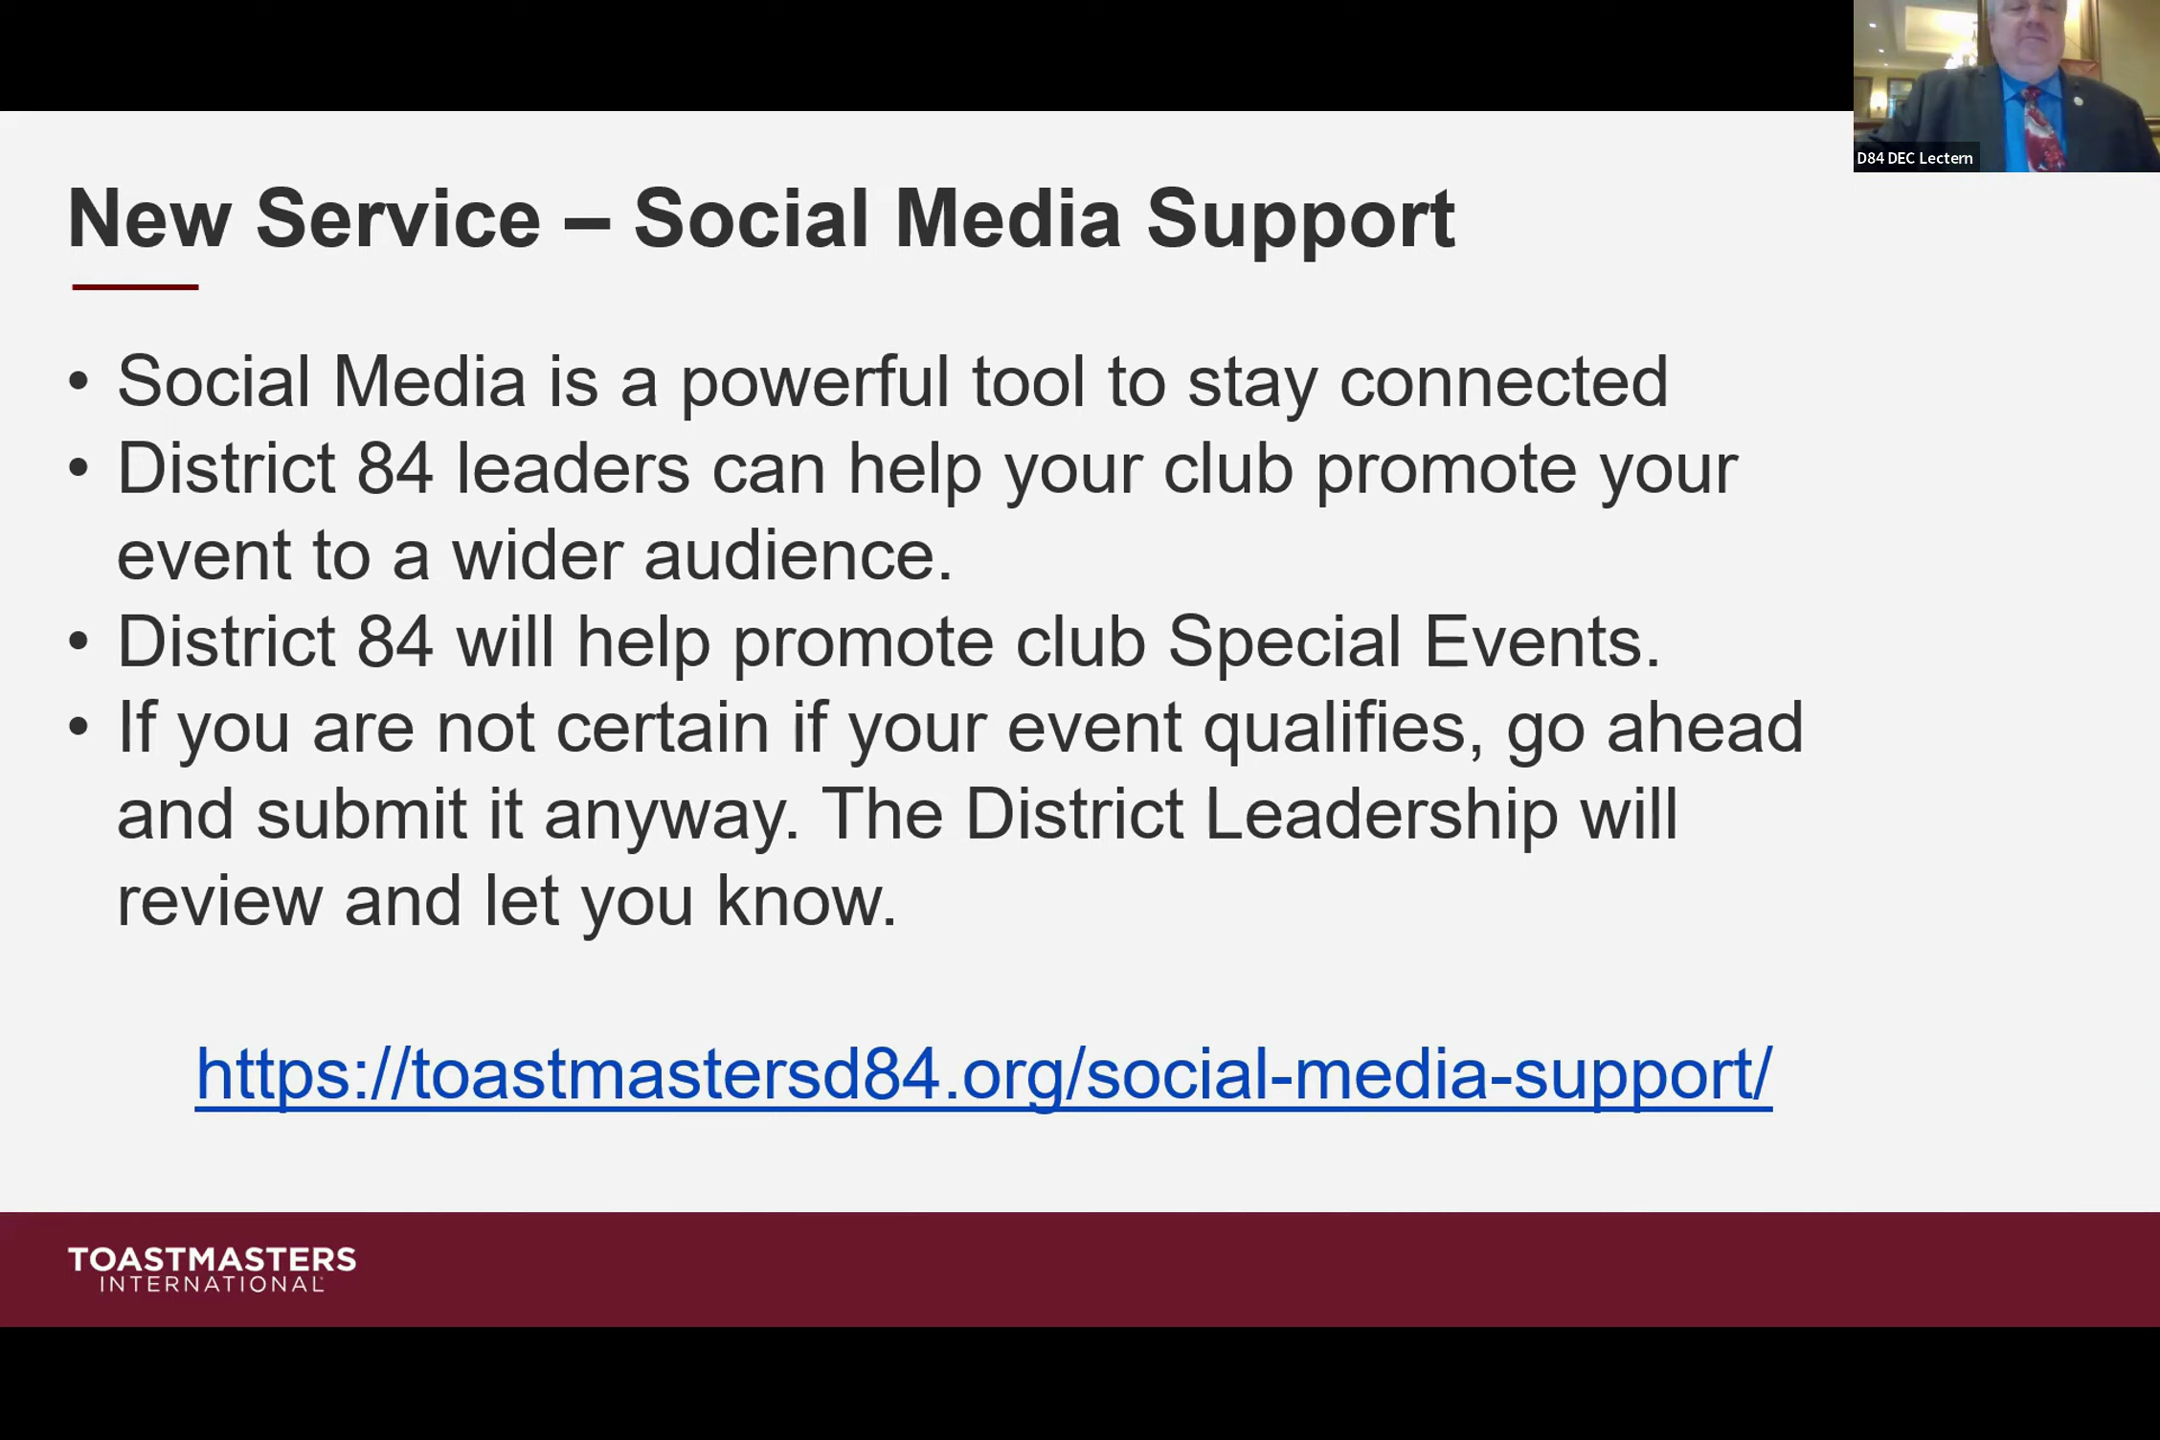 D84 DEC Lectern
New Service – Social Media Support
• Social Media is a powerful tool to stay connected
• District 84 leaders can help your club promote your
event to a wider audience.
• District 84 will help promote club Special Events.
• If you are not certain if your event qualifies, go ahead
and submit it anyway. The District Leadership will
review and let you know.
https://toastmastersd84.org/social-media-support/
TOASTMASTERS
INTERNATIONAL